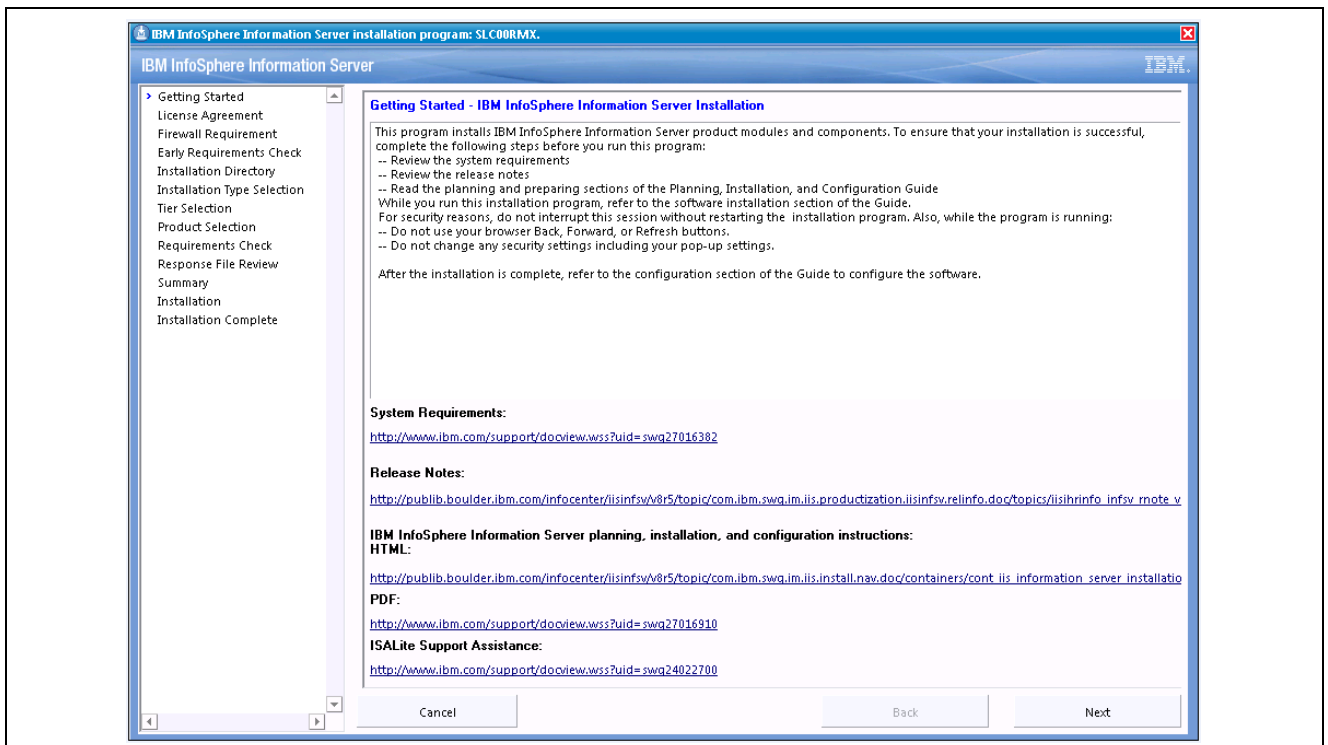 IBM InfoSphere Information Server installation program: SLC00RMX.
IBM InfoSphere Information Server
IBM.
Getting Started
License Agreement
Firewall Requirement
Early Requirements Check
Installation Directory
Installation Type Selection
Tier Selection
Product Selection
Requirements Check
Response File Review
Summary
Installation
Installation Complete
Getting Started - IBM InfoSphere Information Server Installation
This program installs IBM InfoSphere Information Server product modules and components. To ensure that your installation is successful,
complete the following steps before you run this program:
-- Review the system requirements
-- Review the release notes
-- Read the planning and preparing sections of the Planning, Installation, and Configuration Guide
While you run this installation program, refer to the software installation section of the Guide.
For security reasons, do not interrupt this session without restarting the installation program. Also, while the program is running:
-- Do not use your browser Back, Forward, or Refresh buttons.
-- Do not change any security settings including your pop-up settings.
After the installation is complete, refer to the configuration section of the Guide to configure the software.
System Requirements:
http://www.ibm.com/support/docview.wss?uid=swg27016382
Release Notes:
http://publib.boulder.ibm.com/infocenter/iisinfsv/v8r5/topic/com.ibm.swg.im.iis.productization.iisinfsv.relinfo.doc/topics/iisihrinfo_infsv_rnote_v
IBM InfoSphere Information Server planning, installation, and configuration instructions:
HTML:
http://publib.boulder.ibm.com/infocenter/iisinfsv/v8r5/topic/com.ibm.swg.im.iis.install.nav.doc/containers/cont_iis_information_server_installatio
PDF:
http://www.ibm.com/support/docview.wss?uid=swg27016910
ISALite Support Assistance:
http://www.ibm.com/support/docview.wss?uid=swg24022700
Cancel
Back
Next